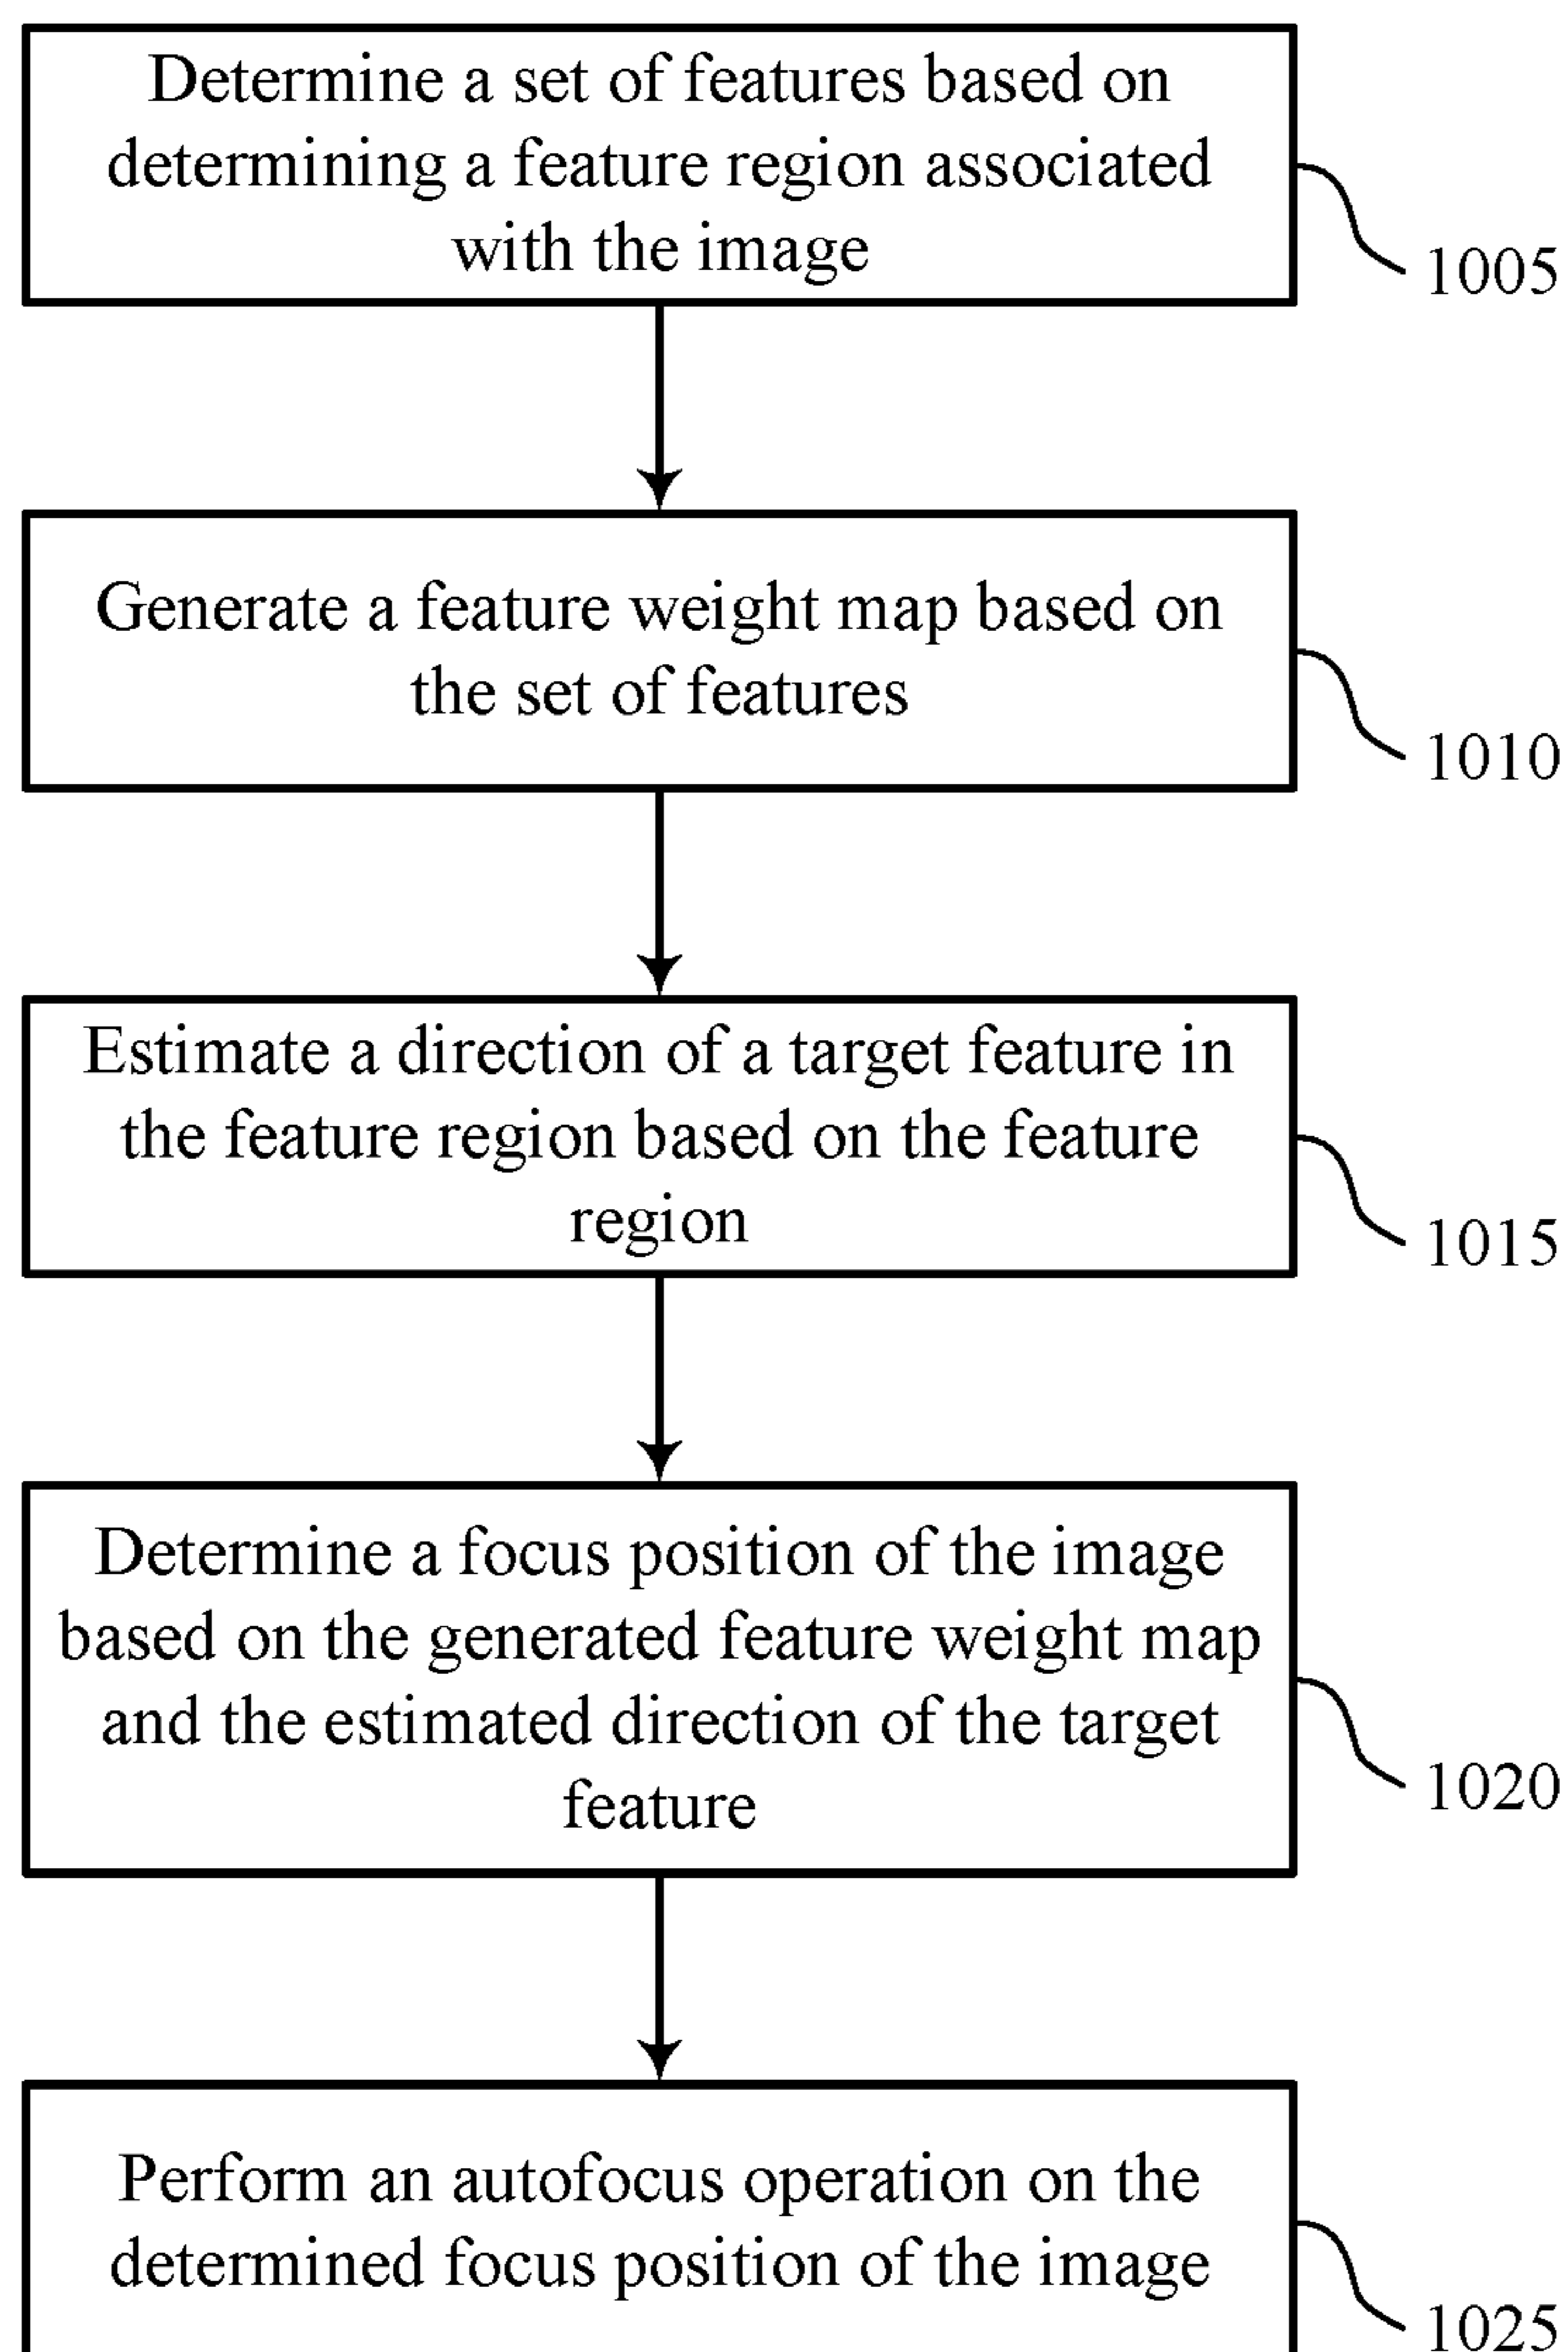 Determine a set of features based on
determining a feature region associated
with the image
1005
Generate a feature weight map based on
the set of features
1010
Estimate a direction of a target feature in
the feature region based on the feature
region
1015
Determine a focus position of the image
based on the generated feature weight map
and the estimated direction of the target
feature
1020
Perform an autofocus operation on the
determined focus position of the image
1025